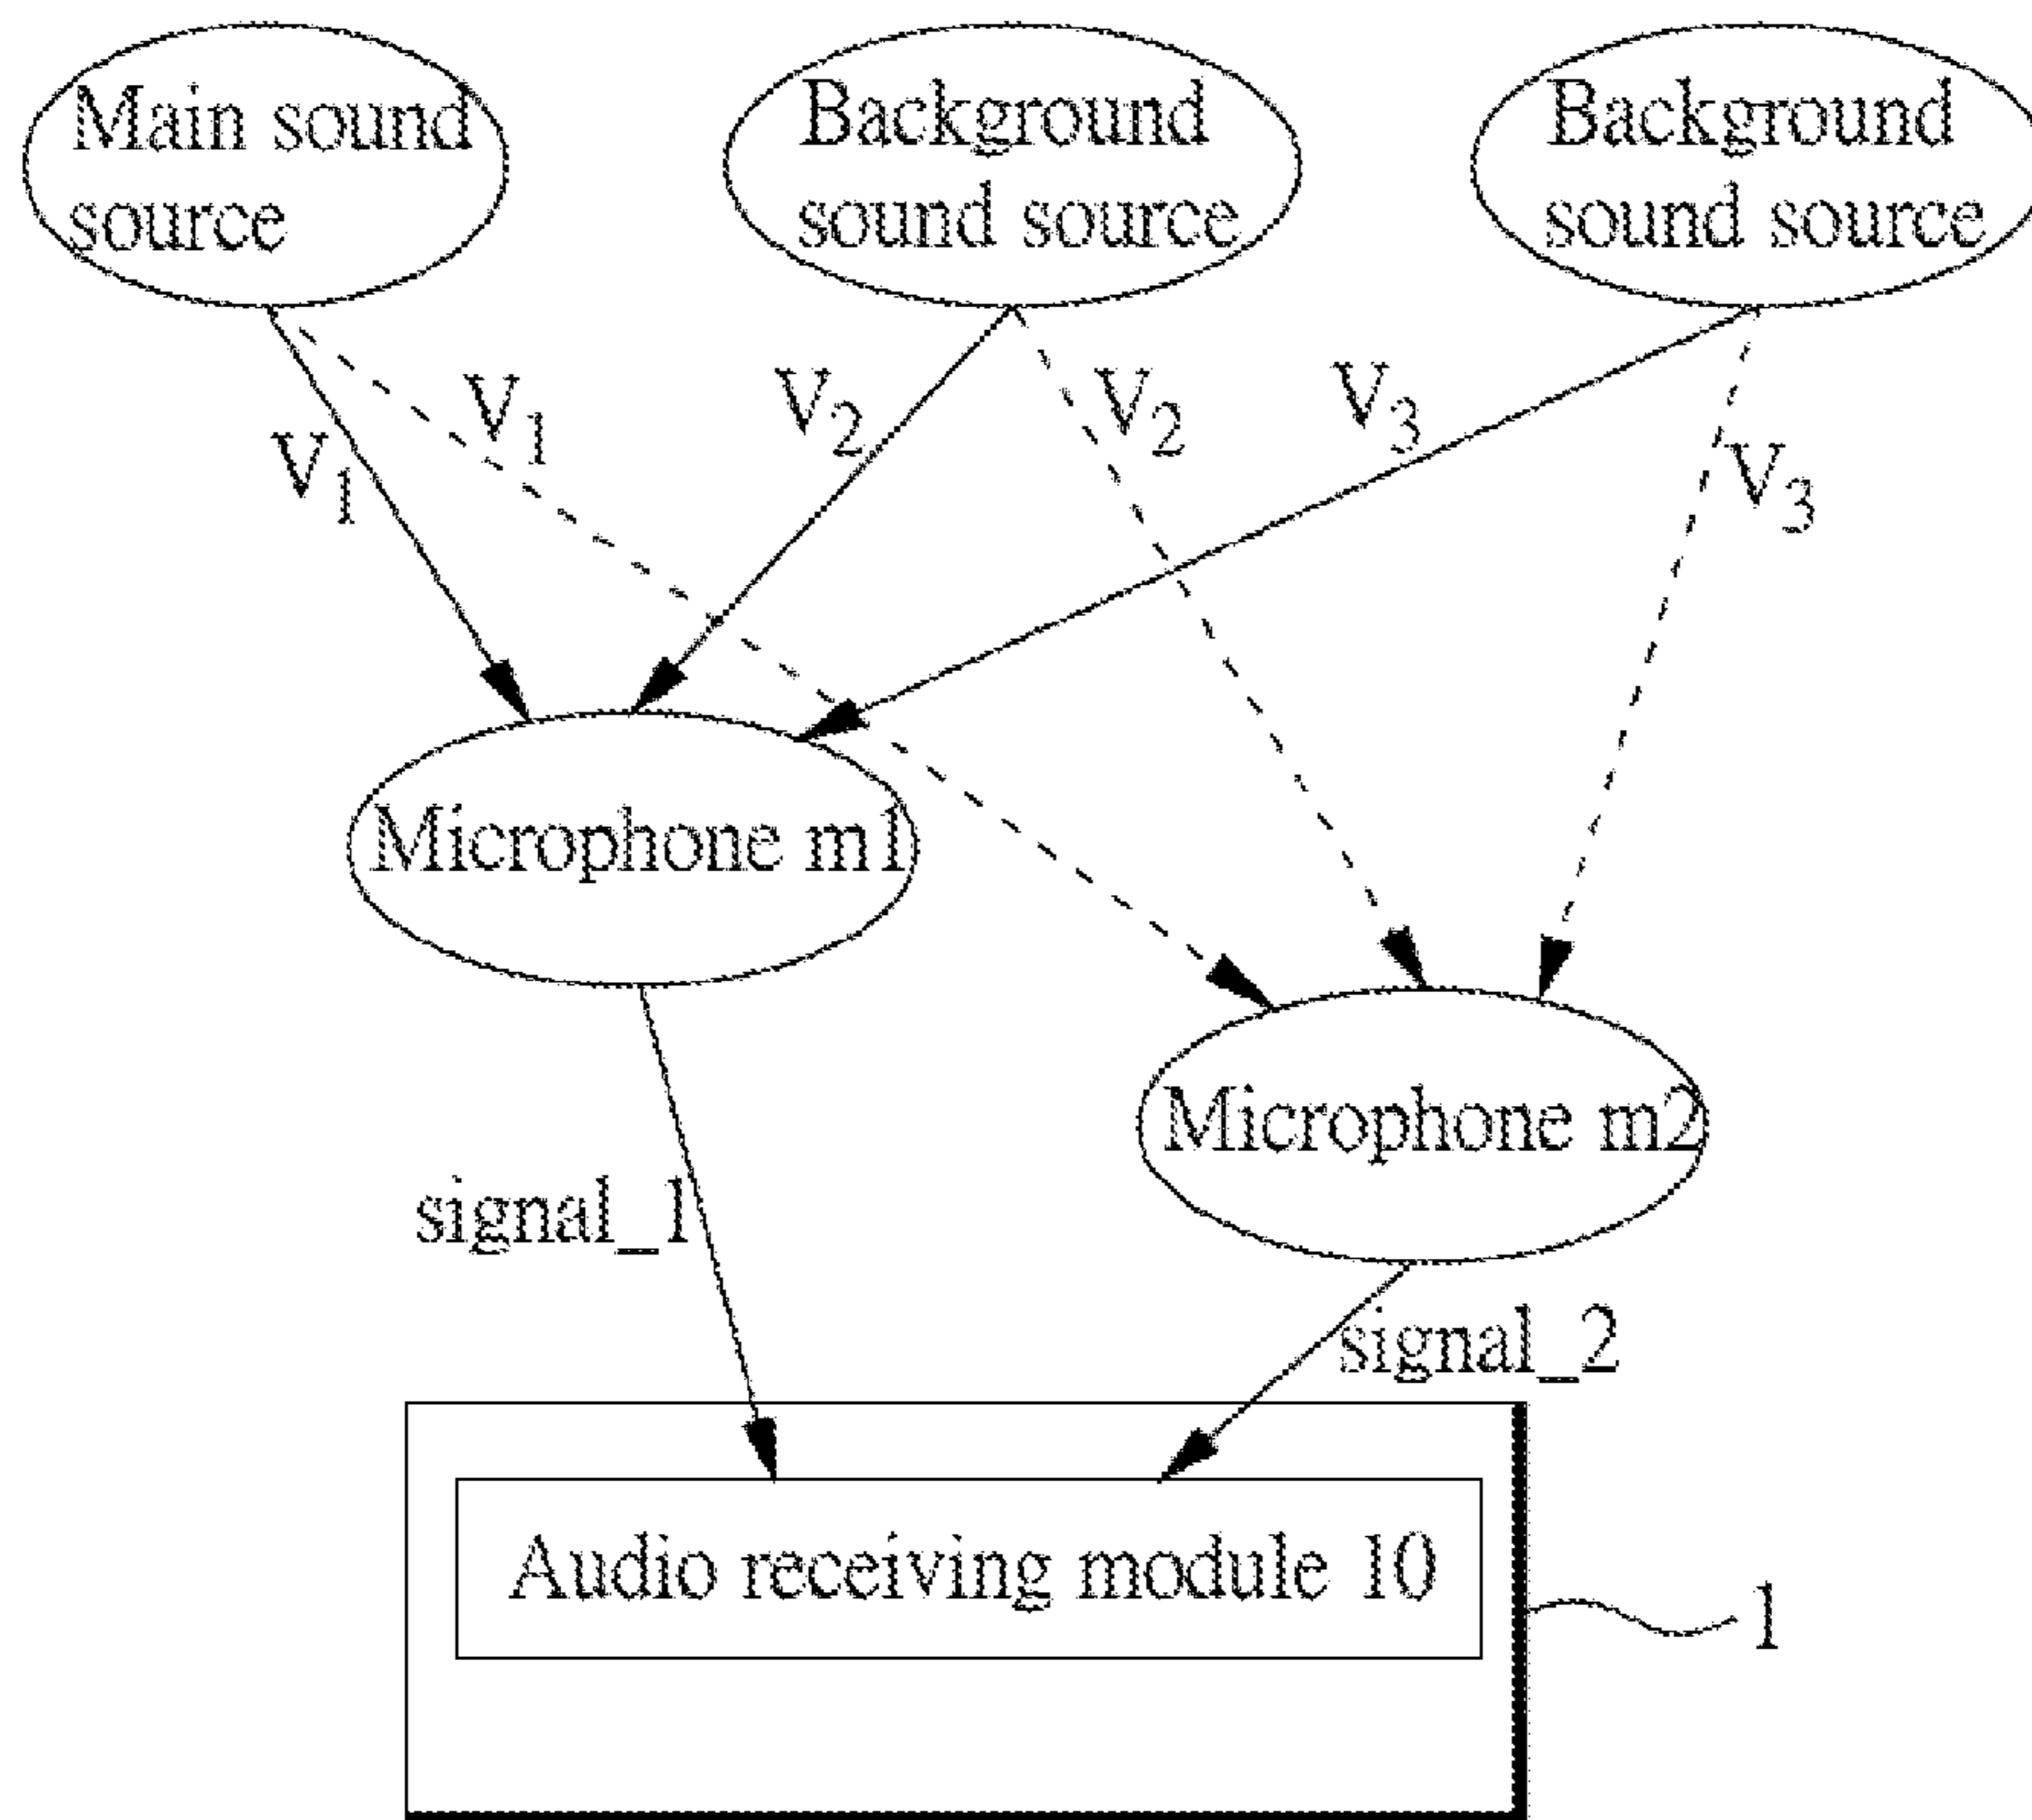 Main sound
source
Background
sound source
Background
sound source
V1
V1
V2
V2
V3
V3
Microphone m1
Microphone m2
signal_1
signal_2
Audio receiving module 10
1